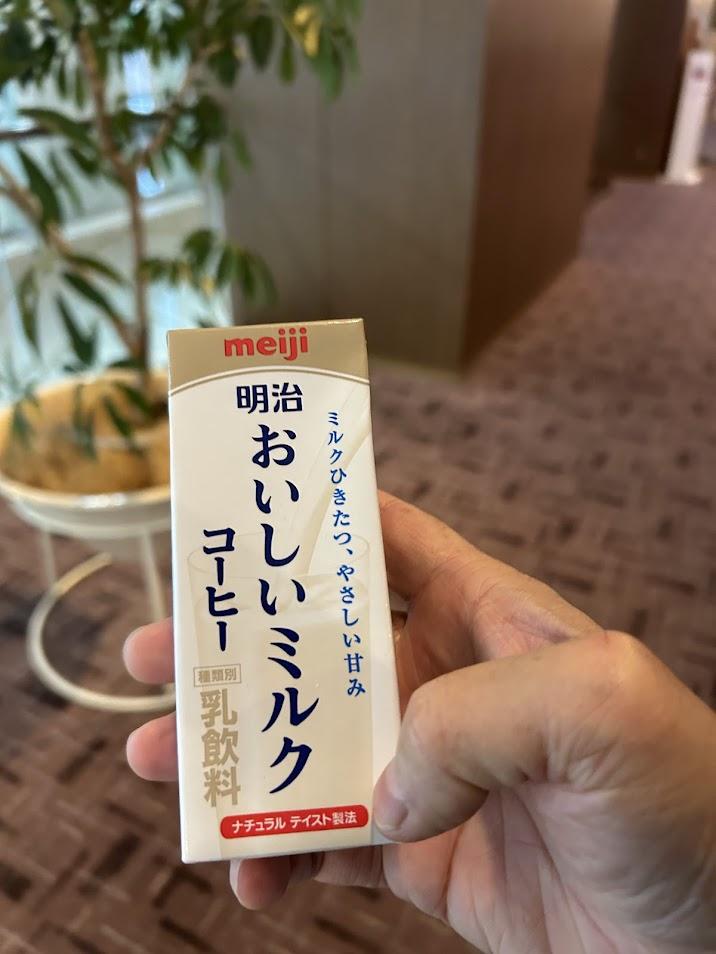 meiji
明治
ミルクひきたつ、やさしい甘み
おいしいミルク
コーヒー
種類別
乳飲料
ナチュラル テイスト製法